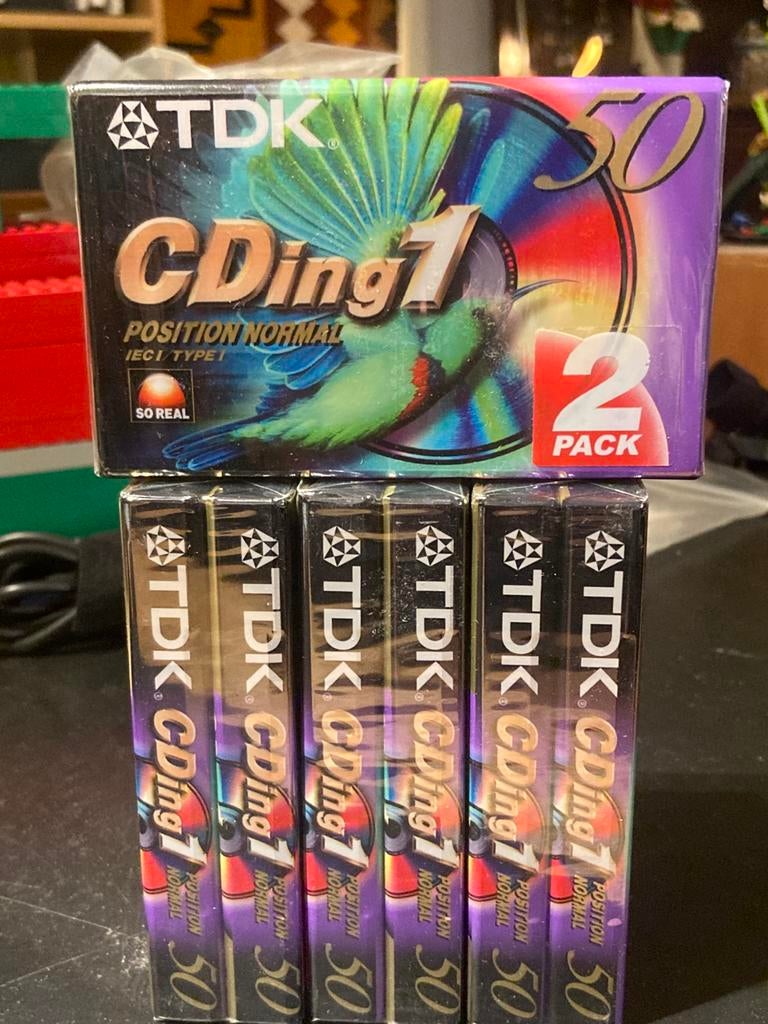 TDK
50
CDing1
POSITION NORMAL
IEC I / TYPE I
SO REAL
2
PACK
TDK CDing1 POSITION NORMAL 50
TDK CDing1 POSITION NORMAL 50
TDK CDing1 POSITION NORMAL 50
TDK CDing1 POSITION NORMAL 50
TDK CDing1 POSITION NORMAL 50
TDK CDing1 POSITION NORMAL 50